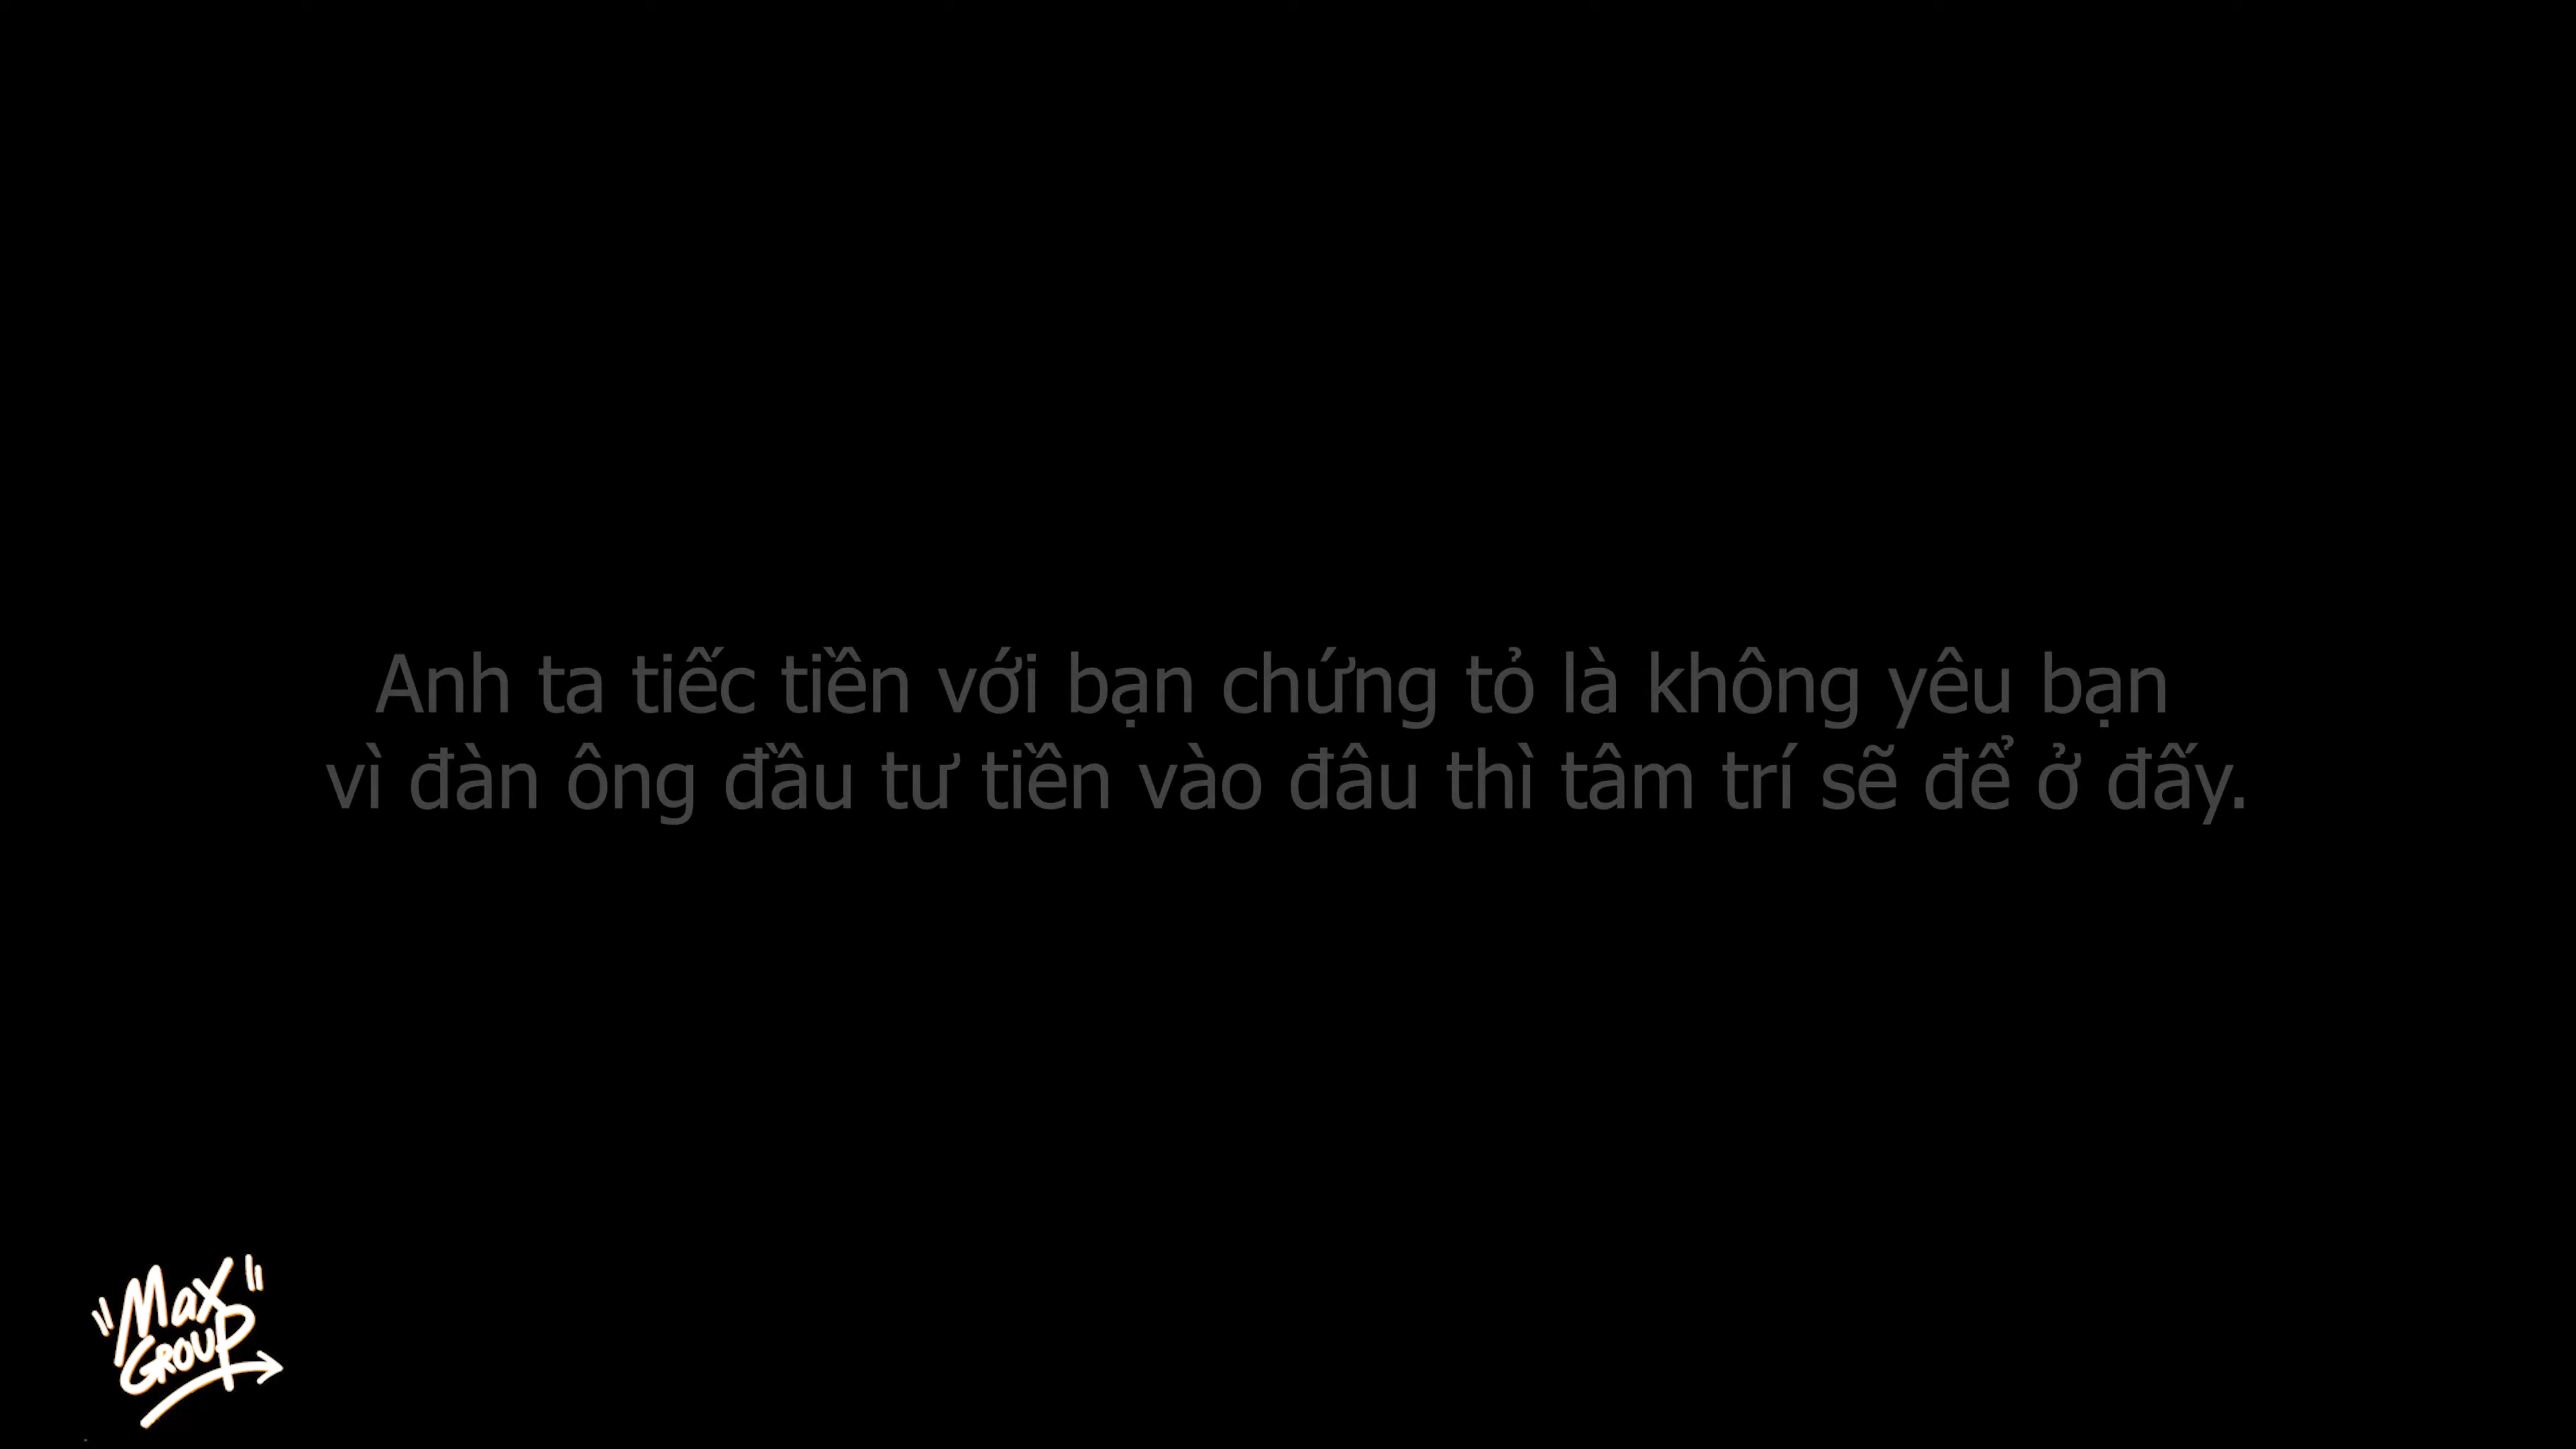 Anh ta tiếc tiền với bạn chứng tỏ là không yêu bạn
vì đàn ông đầu tư tiền vào đâu thì tâm trí sẽ để ở đấy.
"Max
GROUP"